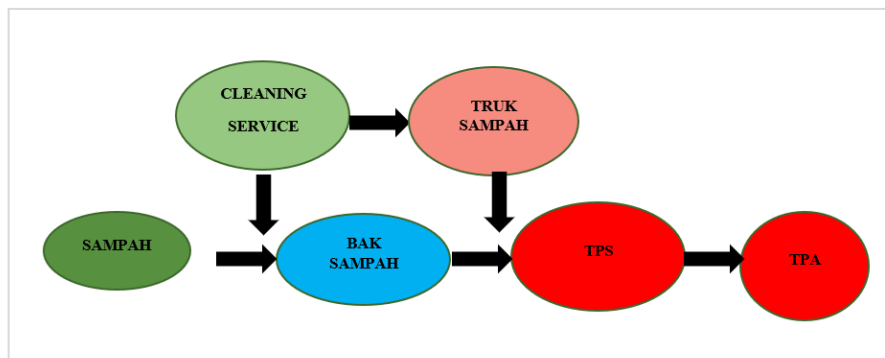 CLEANING
SERVICE
TRUK
SAMPAH
SAMPAH
BAK
SAMPAH
TPS
TPA